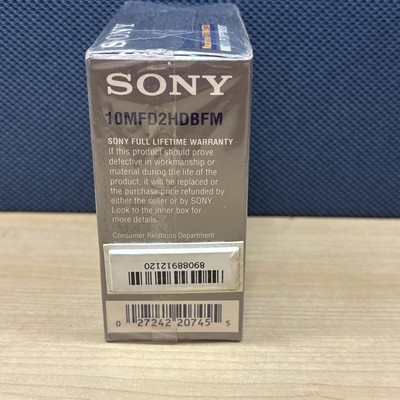 SONY
10MFD2HDBFM
SONY FULL LIFETIME WARRANTY
If this product should prove
defective in workmanship or
material during the life of the
product, it will be replaced or
the purchase price refunded by
either the seller or by SONY.
Look to the inner box for
more details.
Consumer Relations Department
89088912120
0 27242 20745 5